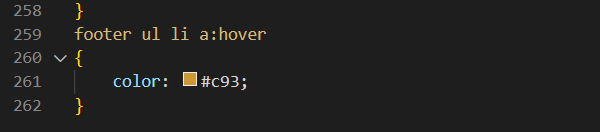 258 }
259 footer ul li a:hover
260 {
261 color: #c93;
262 }